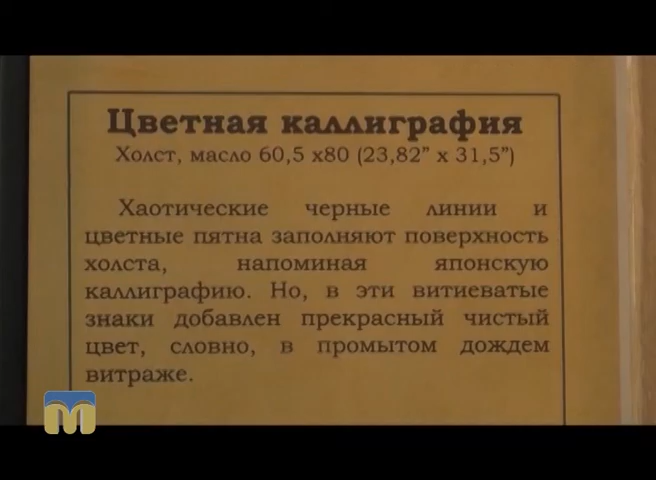 Цветная каллиграфия
Холст, масло 60,5 x80 (23,82” x 31,5”)
Хаотические черные линии и
цветные пятна заполняют поверхность
холста, напоминая японскую
каллиграфию. Но, в эти витиеватые
знаки добавлен прекрасный чистый
цвет, словно, в промытом дождем
витраже.
m